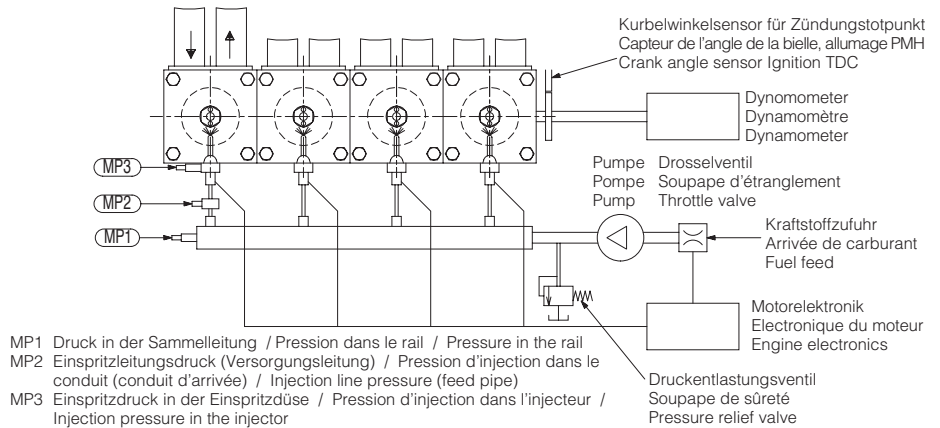 Kurbelwinkelsensor für Zündungstotpunkt
Capteur de l'angle de la bielle, allumage PMH
Crank angle sensor Ignition TDC
Dynomometer
Dynamomètre
Dynamometer
MP3
MP2
MP1
Pumpe Drosselventil
Pompe Soupape d'étranglement
Pump Throttle valve
Kraftstoffzufuhr
Arrivée de carburant
Fuel feed
Motorelektronik
Electronique du moteur
Engine electronics
MP1 Druck in der Sammelleitung / Pression dans le rail / Pressure in the rail
MP2 Einspritzleitungsdruck (Versorgungsleitung) / Pression d'injection dans le
conduit (conduit d'arrivée) / Injection line pressure (feed pipe)
MP3 Einspritzdruck in der Einspritzdüse / Pression d'injection dans l'injecteur /
Injection pressure in the injector
Druckentlastungsventil
Soupape de sûreté
Pressure relief valve